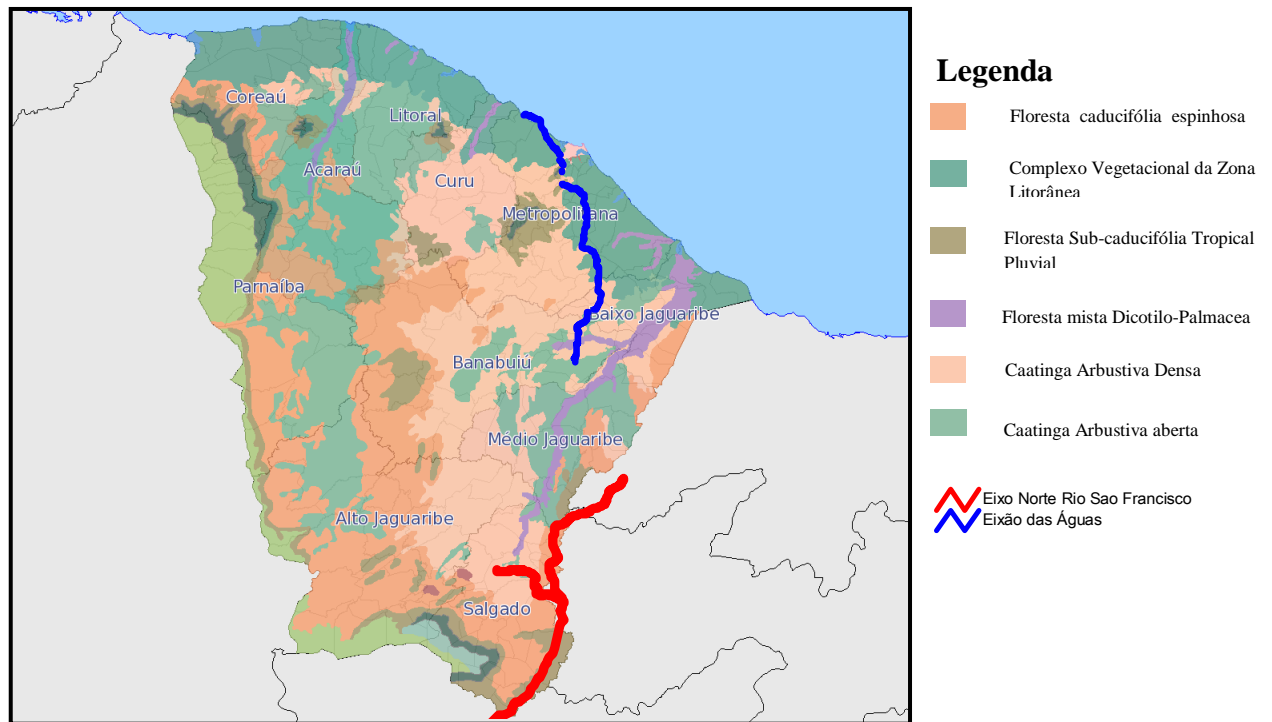 Coreaú
Litoral
Acaraú
Curu
Metropolitana
Parnaíba
Baixo Jaguaribe
Banabuiú
Médio Jaguaribe
Alto Jaguaribe
Salgado
Legenda
Floresta caducifólia espinhosa
Complexo Vegetacional da Zona
Litorânea
Floresta Sub-caducifólia Tropical
Pluvial
Floresta mista Dicotilo-Palmacea
Caatinga Arbustiva Densa
Caatinga Arbustiva aberta
Eixo Norte Rio Sao Francisco
Eixão das Águas